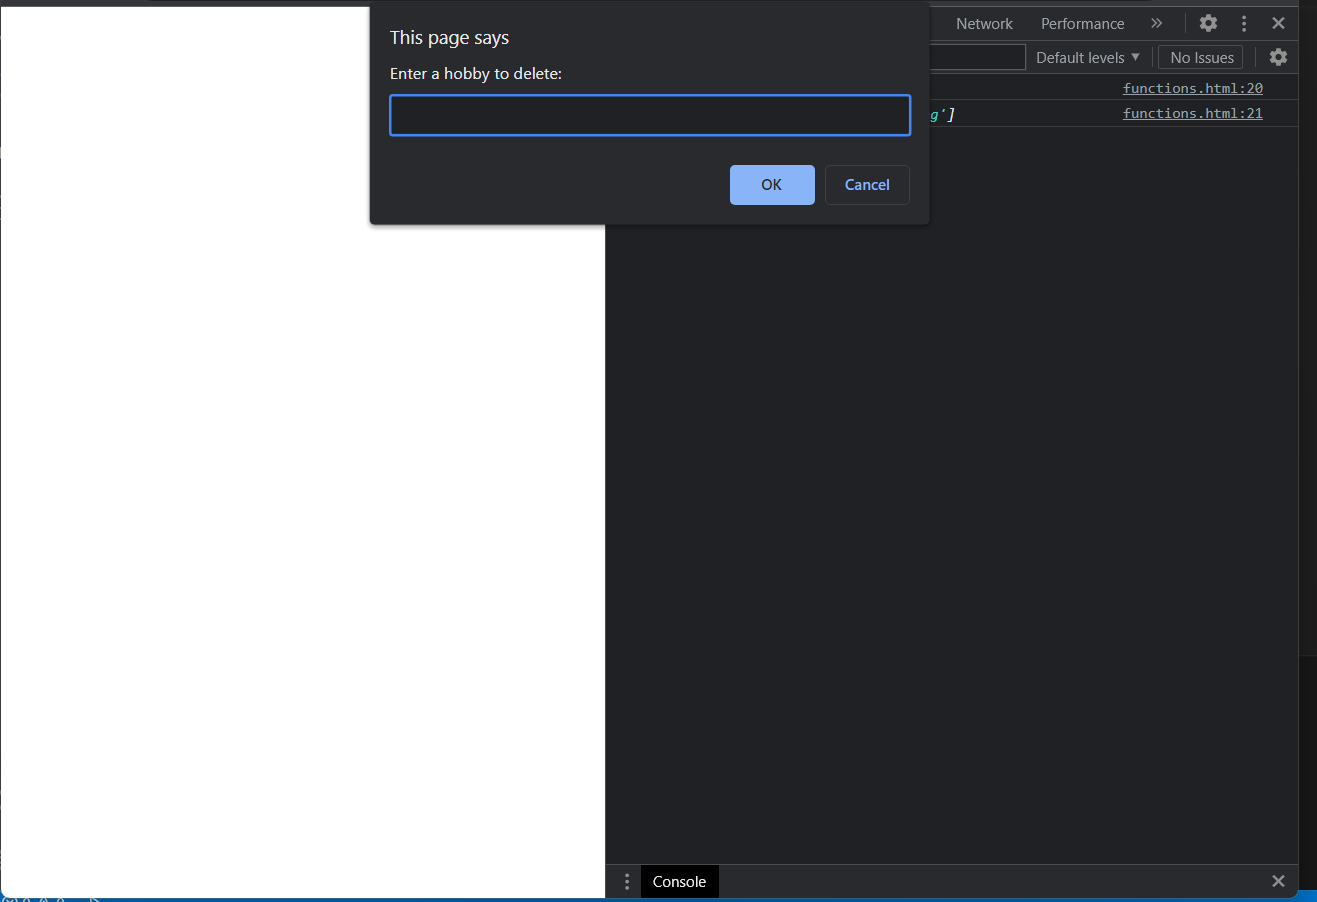 This page says
Enter a hobby to delete:
OK
Cancel
Network Performance
Default levels ▼ No Issues
functions.html:20
g'] functions.html:21
Console